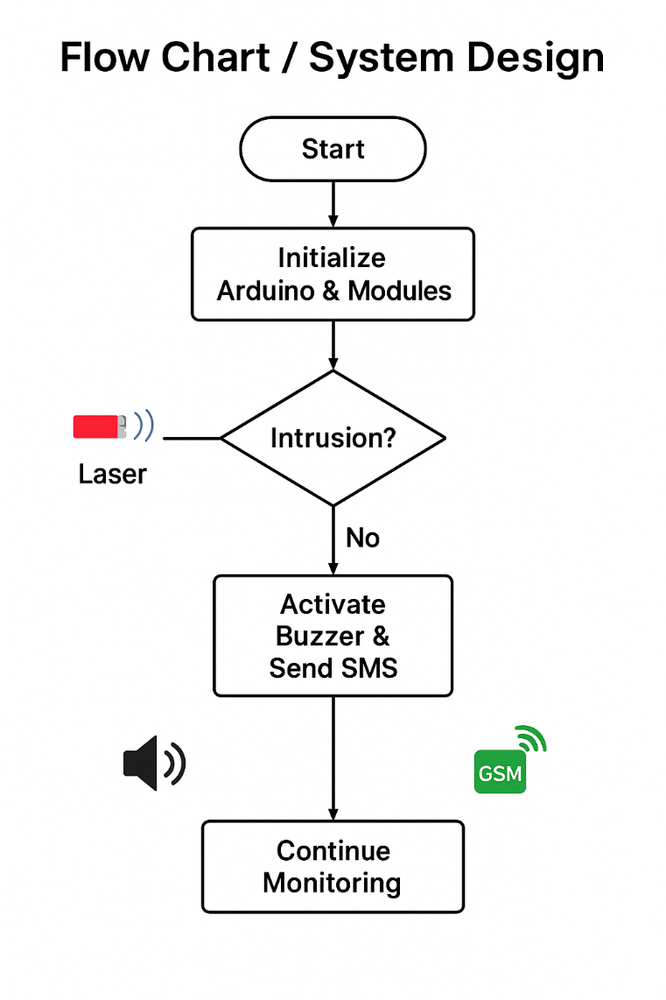 Flow Chart / System Design
Start
Initialize
Arduino & Modules
Intrusion?
Laser
No
Activate
Buzzer &
Send SMS
GSM
Continue
Monitoring